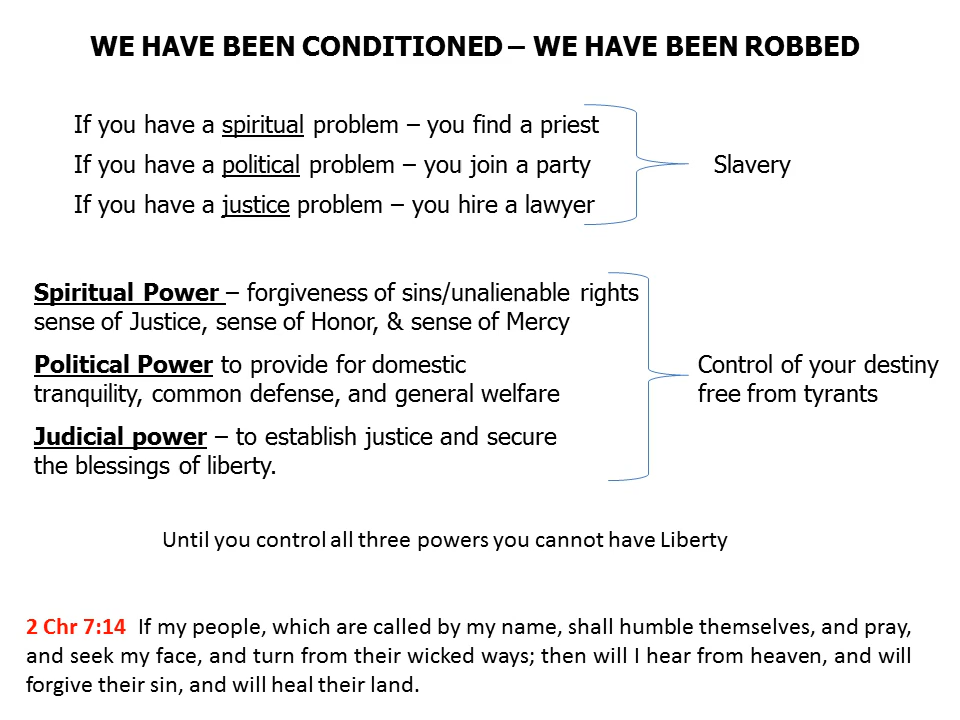 WE HAVE BEEN CONDITIONED – WE HAVE BEEN ROBBED
If you have a spiritual problem – you find a priest
If you have a political problem – you join a party
If you have a justice problem – you hire a lawyer
Slavery
Spiritual Power – forgiveness of sins/unalienable rights
sense of Justice, sense of Honor, & sense of Mercy
Political Power to provide for domestic
tranquility, common defense, and general welfare
Judicial power – to establish justice and secure
the blessings of liberty.
Control of your destiny
free from tyrants
Until you control all three powers you cannot have Liberty
2 Chr 7:14 If my people, which are called by my name, shall humble themselves, and pray,
and seek my face, and turn from their wicked ways; then will I hear from heaven, and will
forgive their sin, and will heal their land.